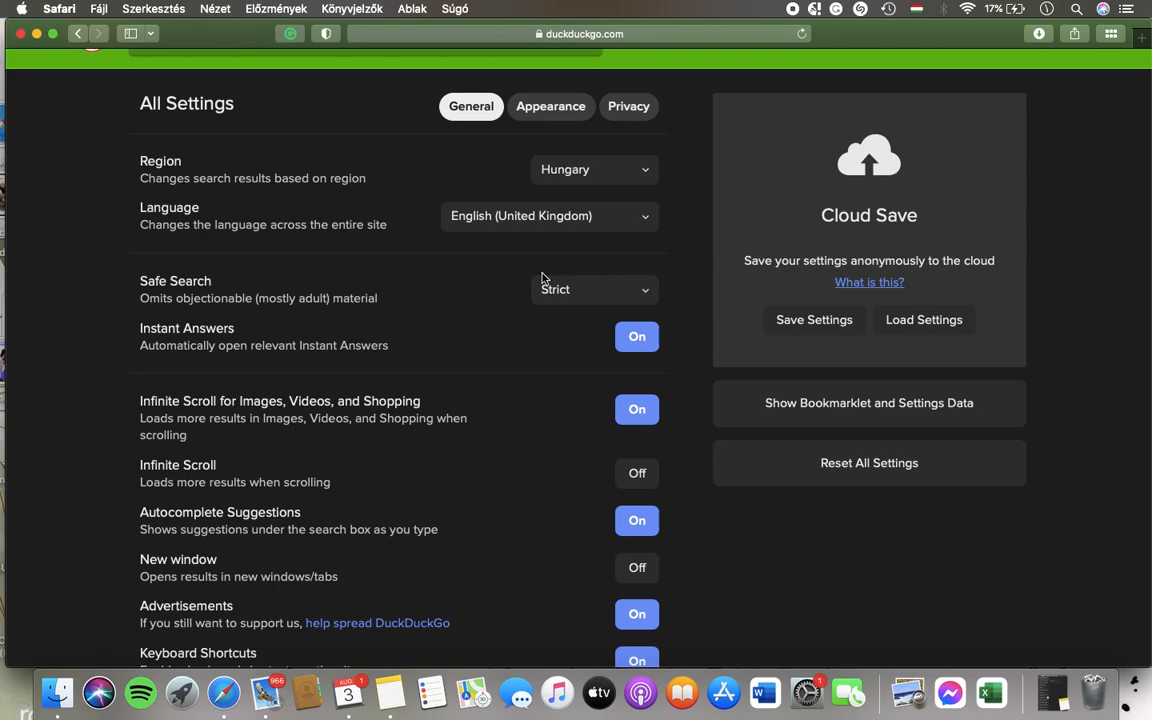 Safari Fájl Szerkesztés Nézet Előzmények Könyvjelzők Ablak Súgó 17%
duckduckgo.com
All Settings General Appearance Privacy
Region
Changes search results based on region
Hungary
Language
Changes the language across the entire site
English (United Kingdom)
Safe Search
Omits objectionable (mostly adult) material
Strict
Instant Answers
Automatically open relevant Instant Answers
On
Infinite Scroll for Images, Videos, and Shopping
Loads more results in Images, Videos, and Shopping when
scrolling
On
Infinite Scroll
Loads more results when scrolling
Off
Autocomplete Suggestions
Shows suggestions under the search box as you type
On
New window
Opens results in new windows/tabs
Off
Advertisements
If you still want to support us, help spread DuckDuckGo
On
Keyboard Shortcuts
On
Cloud Save
Save your settings anonymously to the cloud
What is this?
Save Settings Load Settings
Show Bookmarklet and Settings Data
Reset All Settings
966
AUG.
3
1
tv
1